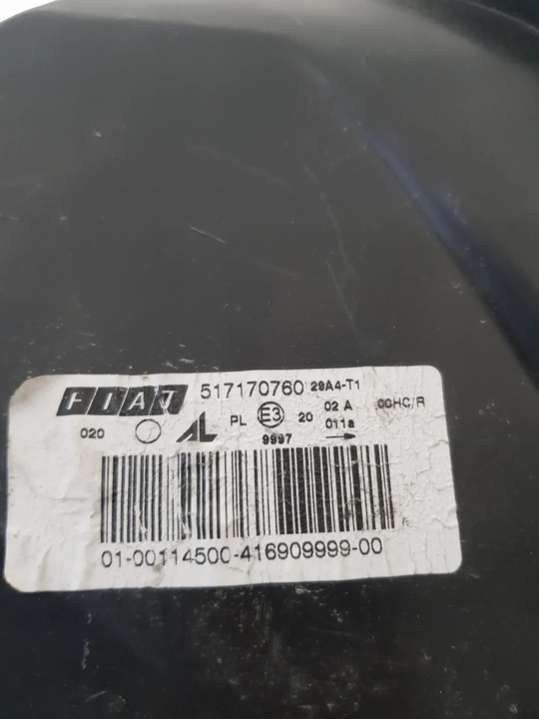 FIAT 517170760 29A4-T1
020 AL PL E3 20 02 A 00HC/R
9997 011a
01-00114500-416909999-00